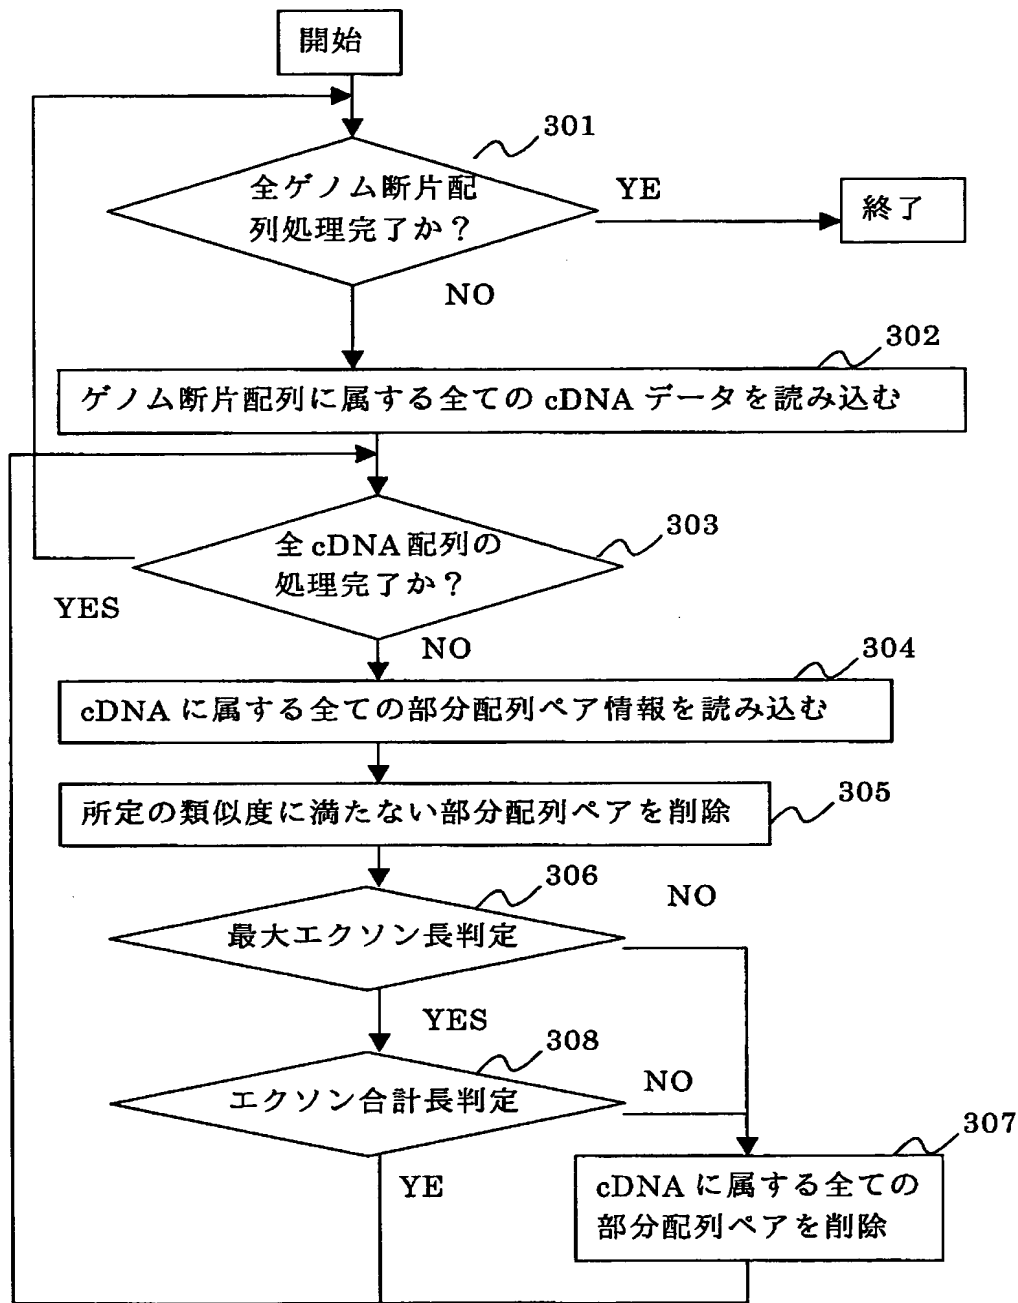 開始
301
全ゲノム断片配
列処理完了か?
YE
終了
NO
302
ゲノム断片配列に属する全ての cDNA データを読み込む
303
全 cDNA 配列の
処理完了か?
YES
NO
304
cDNA に属する全ての部分配列ペア情報を読み込む
305
所定の類似度に満たない部分配列ペアを削除
306
NO
最大エクソン長判定
YES
308
エクソン合計長判定
NO
307
YE
cDNA に属する全ての
部分配列ペアを削除